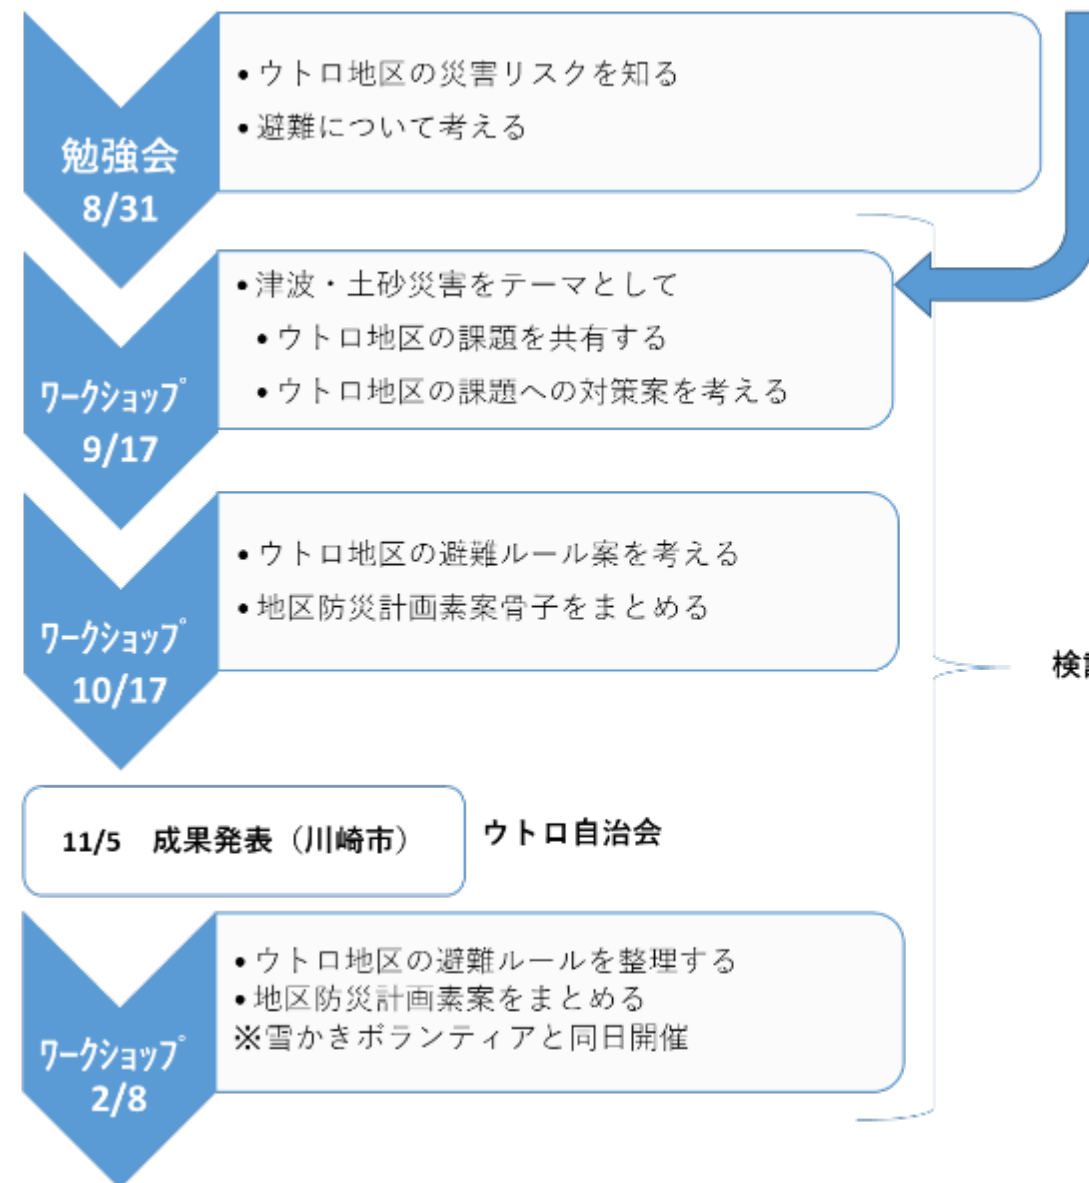 勉強会
8/31
• ウトロ地区の災害リスクを知る
• 避難について考える
ﾜｰｸｼｮｯﾌﾟ
9/17
• 津波・土砂災害をテーマとして
• ウトロ地区の課題を共有する
• ウトロ地区の課題への対策案を考える
ﾜｰｸｼｮｯﾌﾟ
10/17
• ウトロ地区の避難ルール案を考える
• 地区防災計画素案骨子をまとめる
検
11/5 成果発表（川崎市）
ウトロ自治会
ﾜｰｸｼｮｯﾌﾟ
2/8
• ウトロ地区の避難ルールを整理する
• 地区防災計画素案をまとめる
※雪かきボランティアと同日開催